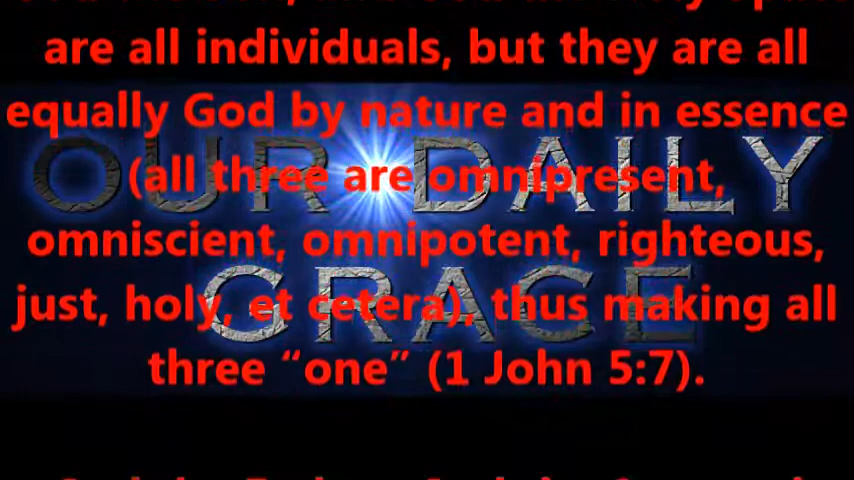 are all individuals, but they are all
equally God by nature and in essence
OUR DAILY
(all three are omnipresent,
omniscient, omnipotent, righteous,
GRACE
just, holy, et cetera), thus making all
three “one” (1 John 5:7).